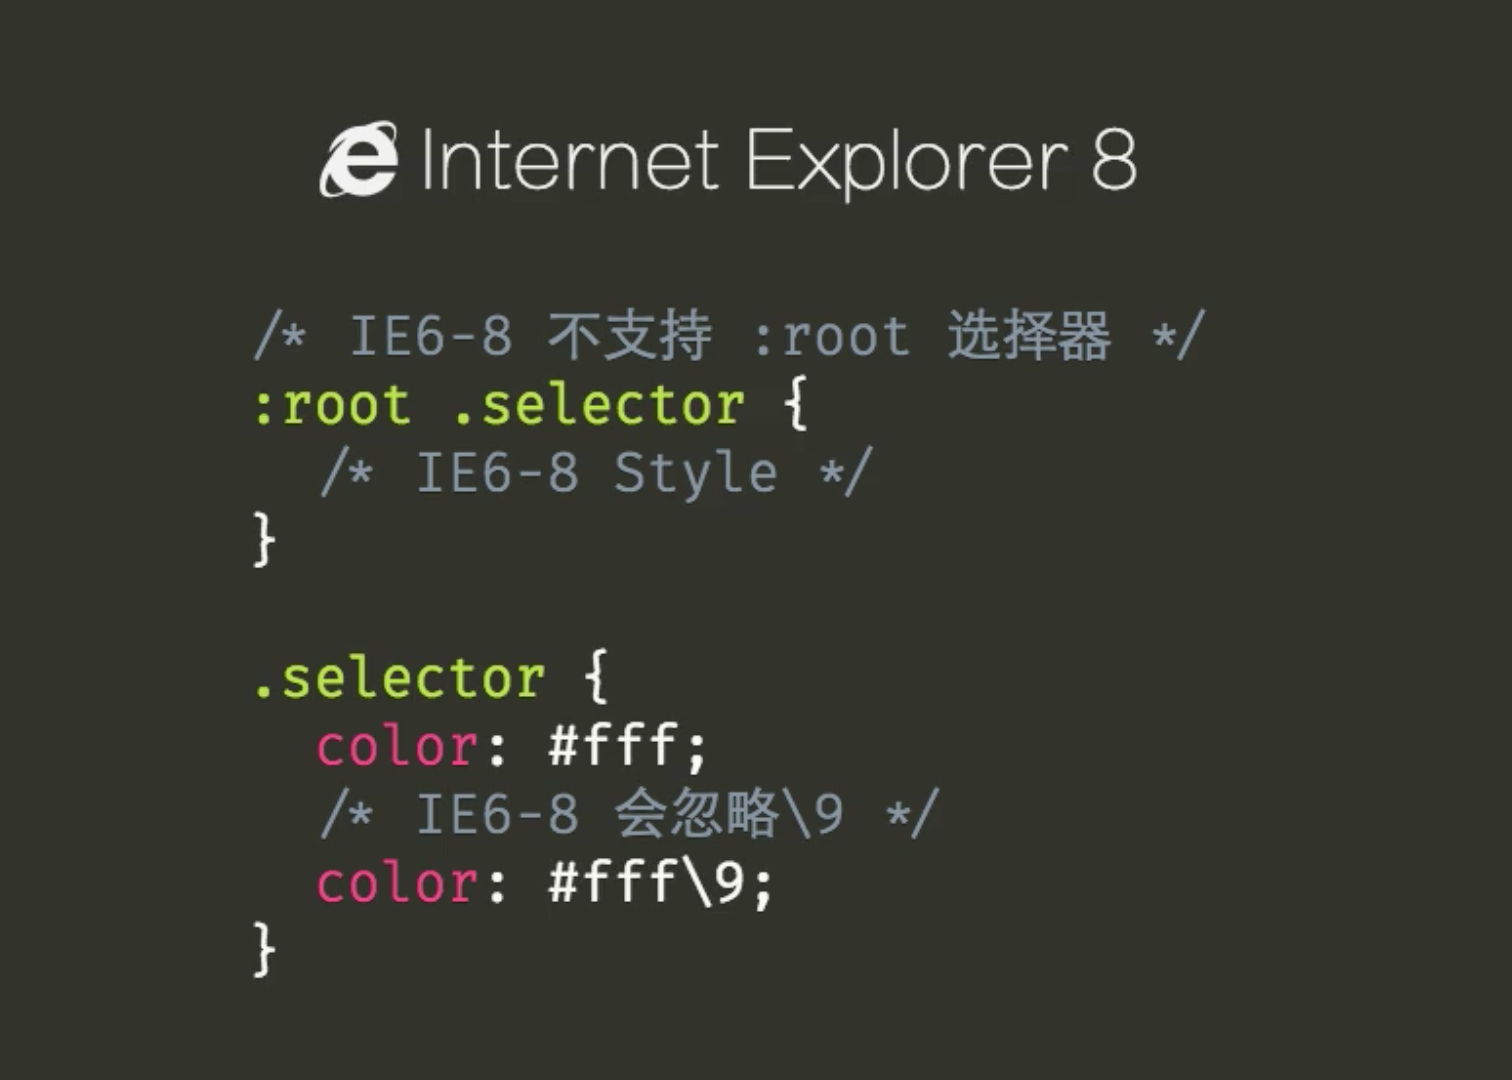 Internet Explorer 8
/* IE6-8 不支持 :root 选择器 */
:root .selector {
/* IE6-8 Style */
}
.selector {
color: #fff;
/* IE6-8 会忽略\9 */
color: #fff\9;
}